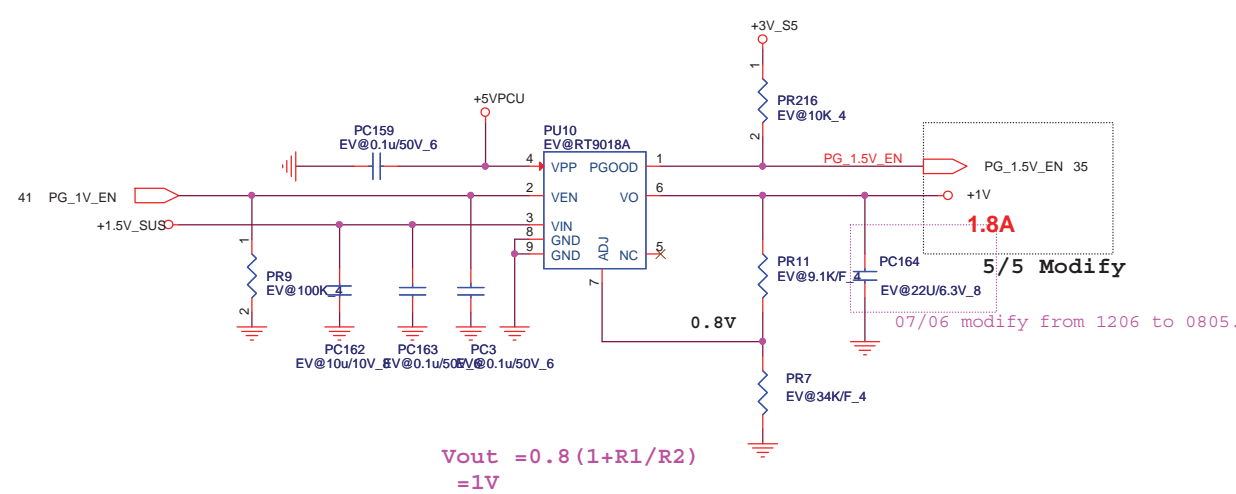 +3V_S5
1
PR216
EV@10K_4
2
+5VPCU
PC159
EV@0.1u/50V_6
PU10
EV@RT9018A
4
VPP
PGOOD
1
PG_1.5V_EN
PG_1.5V_EN 35
41 PG_1V_EN
2
VEN
VO
6
+1V
+1.5V_SUS
3
VIN
1.8A
8
GND
9
GND
ADJ
NC
5
7
1
PR9
EV@100K_4
2
PR11
EV@9.1K/F_4
PC164
EV@22U/6.3V_8
5/5 Modify
0.8V
07/06 modify from 1206 to 0805.
PC162
EV@10u/10V_8
PC163
EV@0.1u/50V_6
PC3
EV@0.1u/50V_6
PR7
EV@34K/F_4
Vout =0.8(1+R1/R2)
=1V